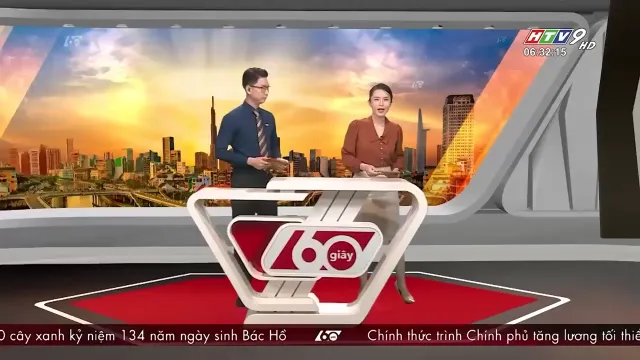 HTV9 HD
06:32:15
60 giây
0 cây xanh kỷ niệm 134 năm ngày sinh Bác Hồ 60 Chính thức trình Chính phủ tăng lương tối thiể